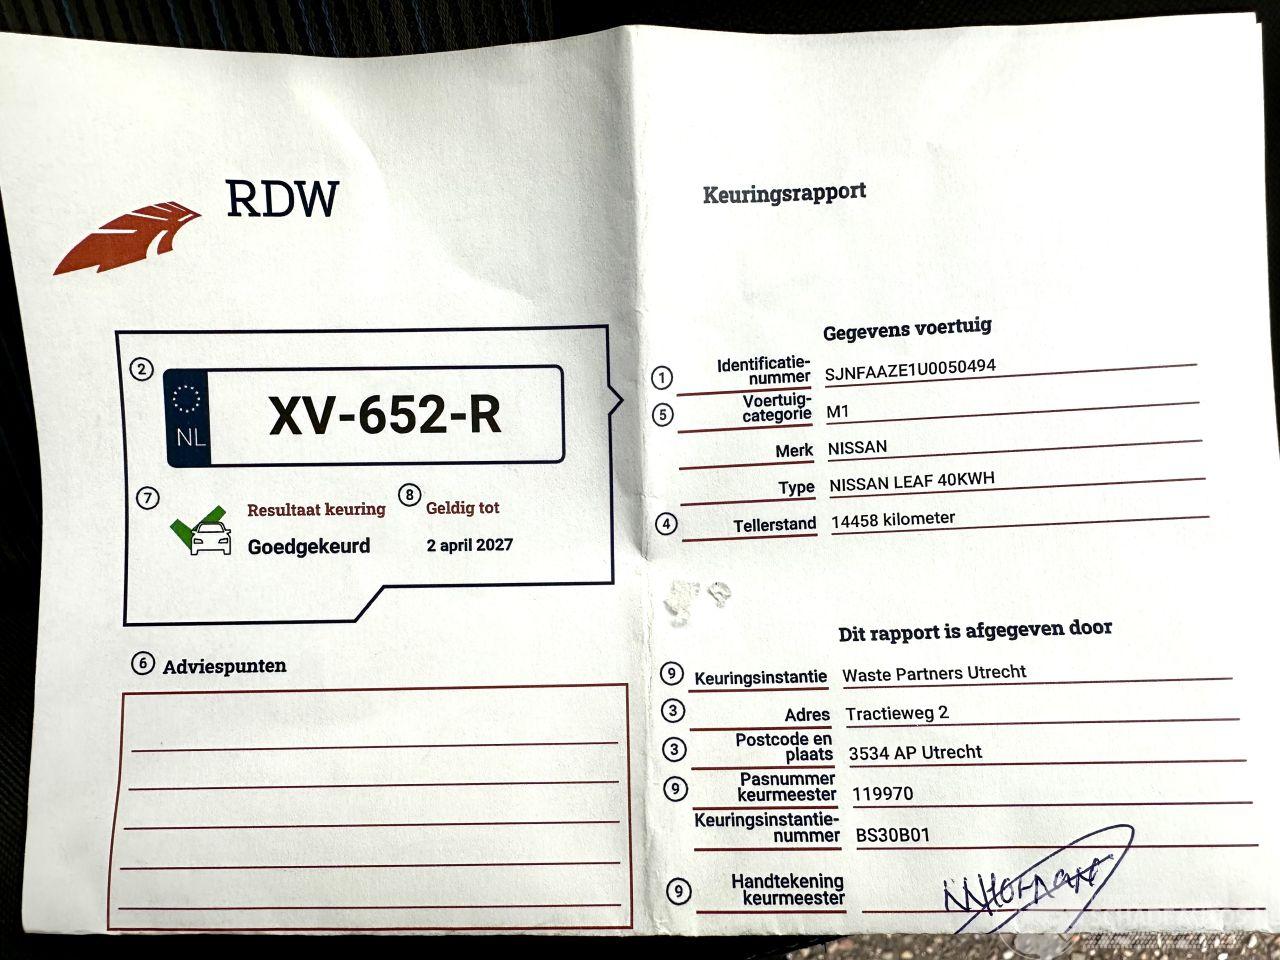 RDW
2
NL
XV-652-R
7
Resultaat keuring
Goedgekeurd
8
Geldig tot
2 april 2027
6 Adviespunten
Keuringsrapport
Gegevens voertuig
1 Identificatie-
nummer SJNFAAZE1U0050494
5 Voertuig-
categorie M1
Merk NISSAN
Type NISSAN LEAF 40KWH
4 Tellerstand 14458 kilometer
Dit rapport is afgegeven door
9 Keuringsinstantie Waste Partners Utrecht
3 Adres Tractieweg 2
3 Postcode en
plaats 3534 AP Utrecht
9 Pasnummer
keurmeester 119970
Keuringsinstantie-
nummer BS30B01
9 Handtekening
keurmeester